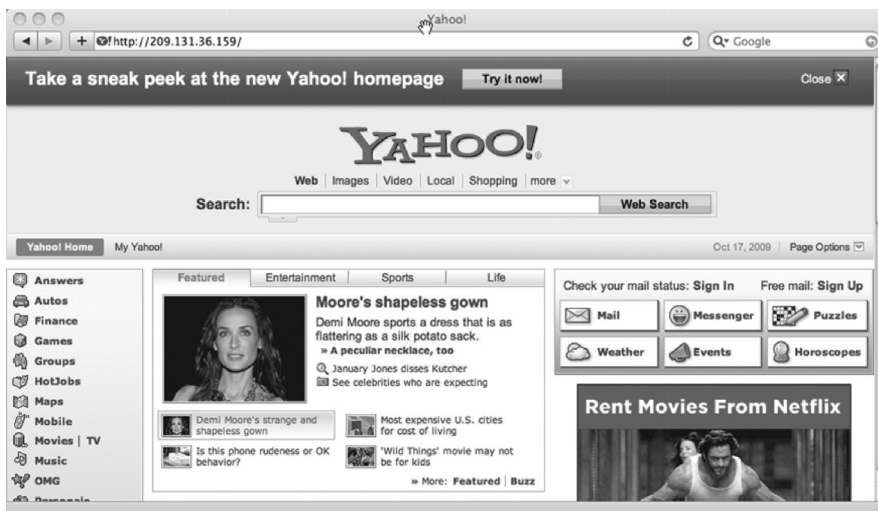 Yahoo!
http://209.131.36.159/
Google
Take a sneak peek at the new Yahoo! homepage
Try it now!
Close
YAHOO!
Web | Images | Video | Local | Shopping | more
Search:
Web Search
Yahoo! Home
My Yahoo!
Oct 17, 2009
Page Options
Answers
Autos
Finance
Games
Groups
HotJobs
Maps
Mobile
Movies | TV
Music
OMG
Personals
Featured
Entertainment
Sports
Life
Moore's shapeless gown
Demi Moore sports a dress that is as
flattering as a silk potato sack.
» A peculiar necklace, too
January Jones disses Kutcher
See celebrities who are expecting
Demi Moore's strange and
shapeless gown
Most expensive U.S. cities
for cost of living
Is this phone rudeness or OK
behavior?
'Wild Things' movie may not
be for kids
» More: Featured | Buzz
Check your mail status: Sign In
Free mail: Sign Up
Mail
Messenger
Puzzles
Weather
Events
Horoscopes
Rent Movies From Netflix